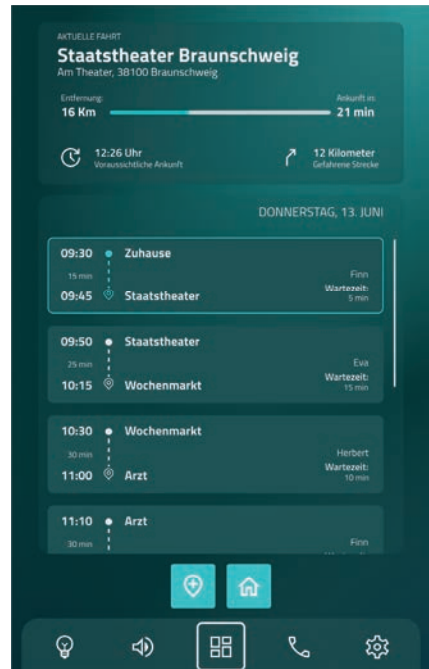 AKTUELLE FAHRT
Staatstheater Braunschweig
Am Theater, 38100 Braunschweig
Entfernung: Ankunft in:
16 Km 21 min
12:26 Uhr 12 Kilometer
Voraussichtliche Ankunft Gefahrene Strecke
DONNERSTAG, 13. JUNI
09:30 Zuhause
15 min Finn
09:45 Staatstheater Wartezeit:
5 min
09:50 Staatstheater
25 min Eva
10:15 Wochenmarkt Wartezeit:
15 min
10:30 Wochenmarkt
30 min Herbert
11:00 Arzt Wartezeit:
10 min
11:10 Arzt
30 min Finn